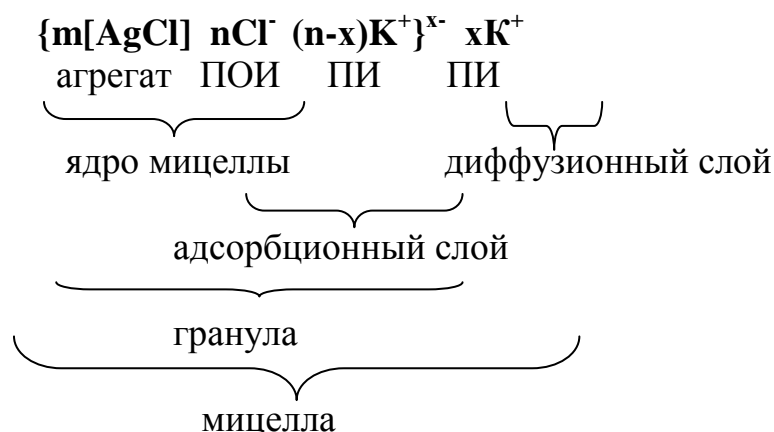 {m[AgCl] nCl⁻ (n-x)K⁺}ˣ⁻ xK⁺
агрегат ПОИ ПИ ПИ
ядро мицеллы диффузионный слой
адсорбционный слой
гранула
мицелла